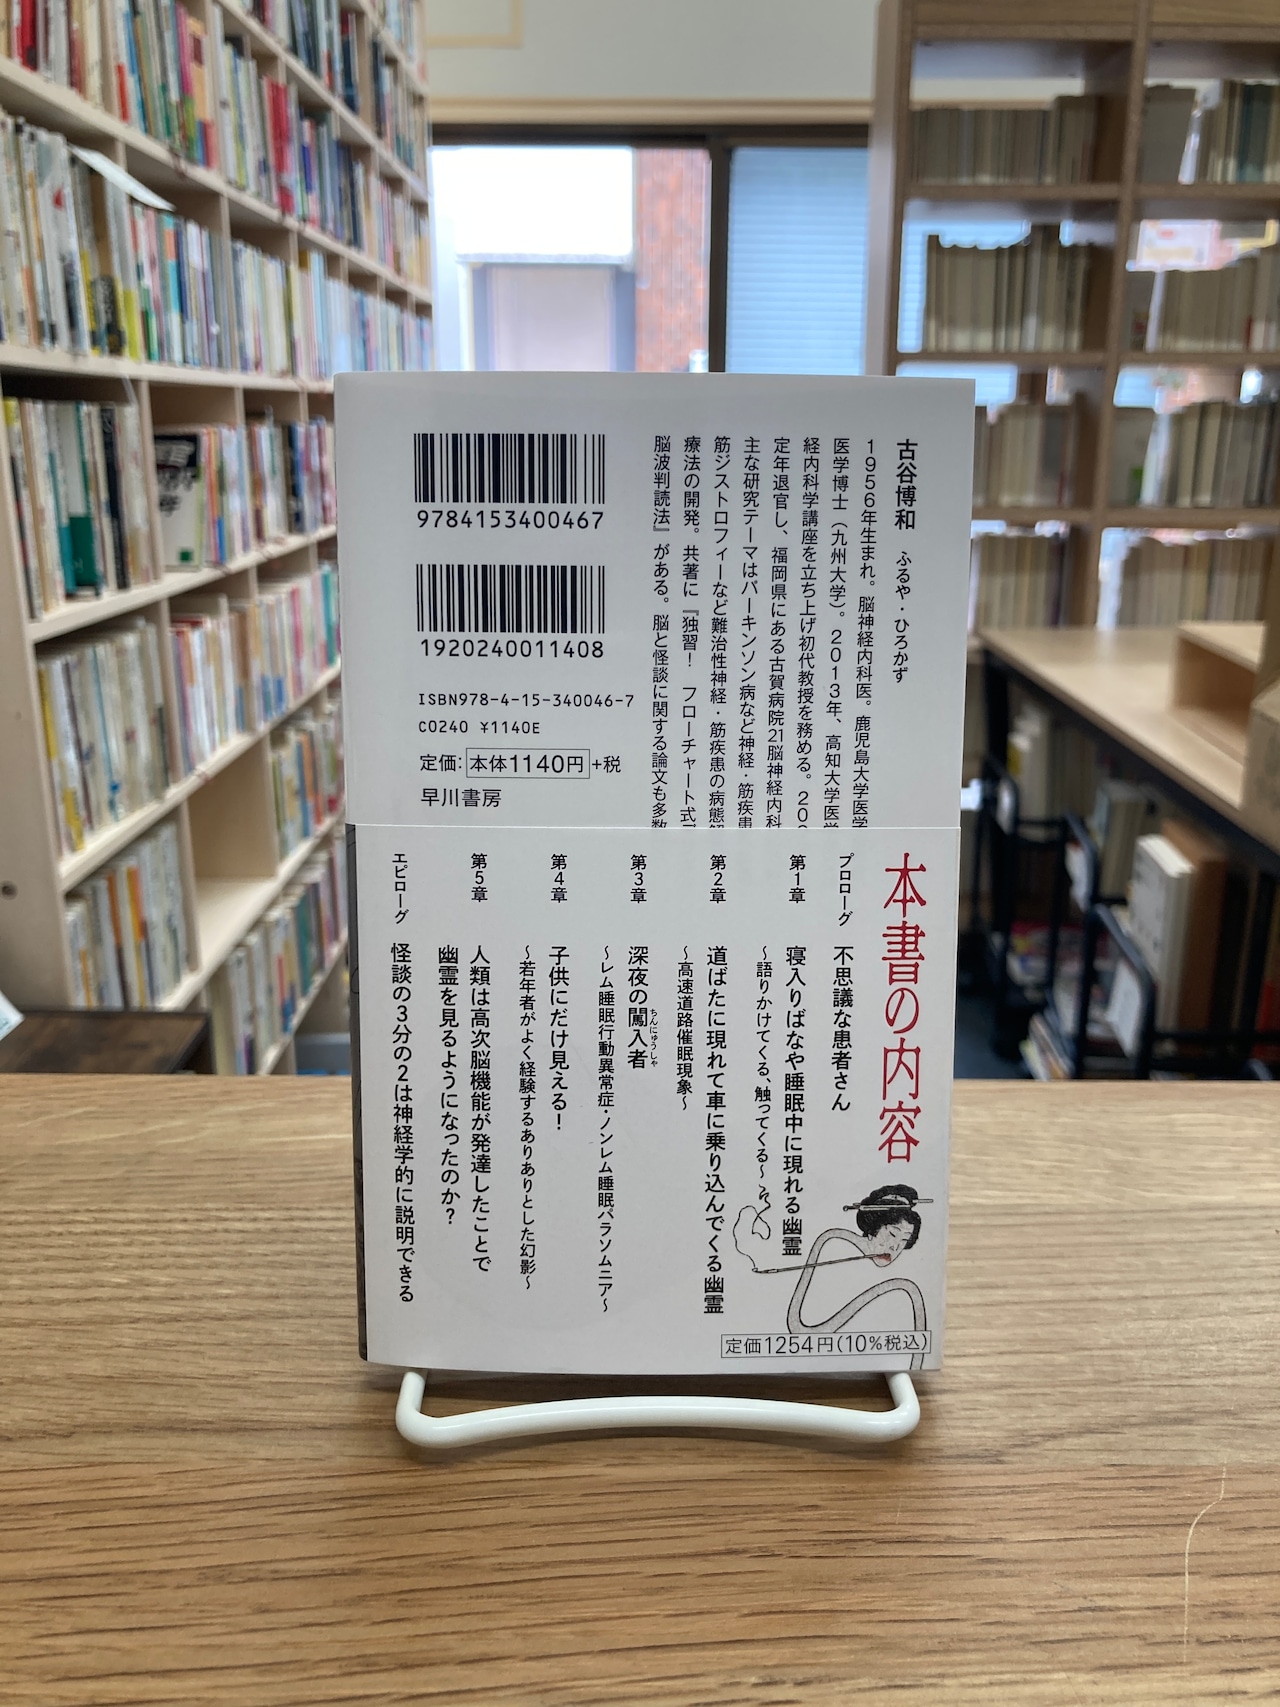 9784153400467
1920240011408
ISBN978-4-15-340046-7
C0240 ¥1140E
定価:本体1140円+税
早川書房
古谷博和 ふるや・ひろかず
1956年生まれ。脳神経内科医。鹿児島大学医学
医学博士(九州大学)。2013年、高知大学医学
経内科学講座を立ち上げ初代教授を務める。20
定年退官し、福岡県にある古賀病院21脳神経内科
主な研究テーマはパーキンソン病など神経・筋疾患
筋ジストロフィーなど難治性神経・筋疾患の病態解
療法の開発。共著に『独習! フローチャート式
脳波判読法』がある。脳と怪談に関する論文も多数
本書の内容
プロローグ 不思議な患者さん
第1章 寝入りばなや睡眠中に現れる幽霊
~語りかけてくる、触ってくる~
第2章 道ばたに現れて車に乗り込んでくる幽霊
~高速道路催眠現象~
第3章 深夜の闖入者
ちんにゅうしゃ
~レム睡眠行動異常症・ノンレム睡眠パラソムニア~
第4章 子供にだけ見える!
~若年者がよく経験するありありとした幻影~
第5章 人類は高次脳機能が発達したことで
幽霊を見るようになったのか?
エピローグ 怪談の3分の2は神経学的に説明できる
定価1254円(10%税込)